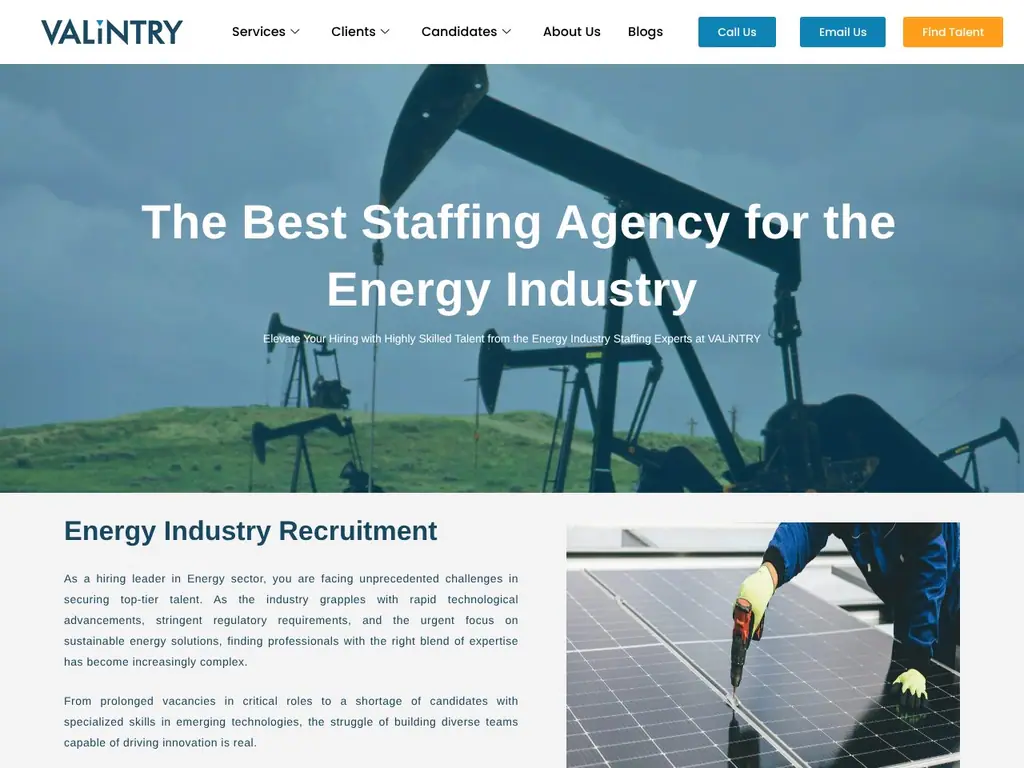 VALiNTRY
Services
Clients
Candidates
About Us
Blogs
Call Us
Email Us
Find Talent
The Best Staffing Agency for the
Energy Industry
Elevate Your Hiring with Highly Skilled Talent from the Energy Industry Staffing Experts at VALiNTRY
Energy Industry Recruitment
As a hiring leader in Energy sector, you are facing unprecedented challenges in
securing top-tier talent. As the industry grapples with rapid technological
advancements, stringent regulatory requirements, and the urgent focus on
sustainable energy solutions, finding professionals with the right blend of expertise
has become increasingly complex.
From prolonged vacancies in critical roles to a shortage of candidates with
specialized skills in emerging technologies, the struggle of building diverse teams
capable of driving innovation is real.